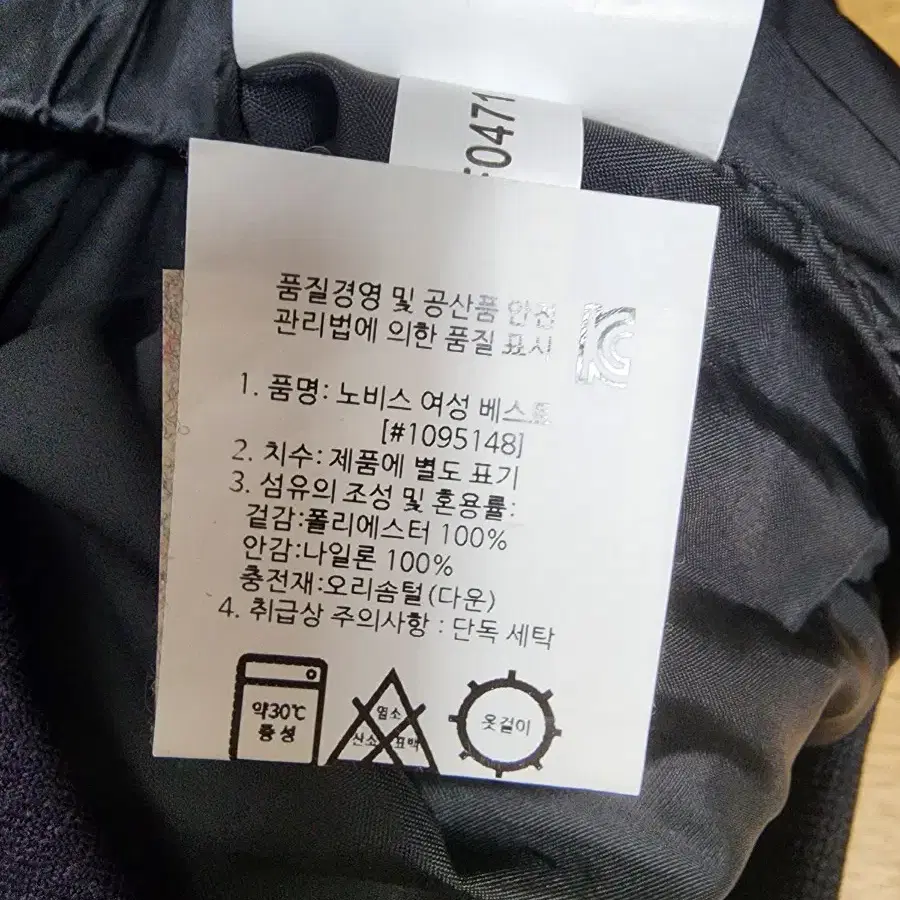 0471
품질경영 및 공산품 안전
관리법에 의한 품질 표시
1. 품명: 노비스 여성 베스트
[#1095148]
2. 치수: 제품에 별도 표기
3. 섬유의 조성 및 혼용률:
겉감:폴리에스터 100%
안감:나일론 100%
충전재:오리솜털(다운)
4. 취급상 주의사항 : 단독 세탁
약30℃
중성
염소
산소 표백
옷걸이